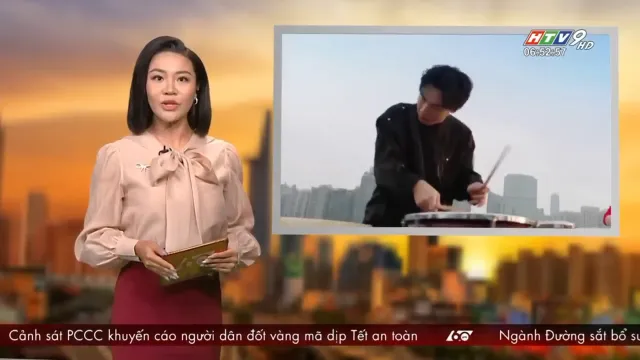 HTV9 HD
06:52:57
Cảnh sát PCCC khuyến cáo người dân đốt vàng mã dịp Tết an toàn
Ngành Đường sắt bổ su